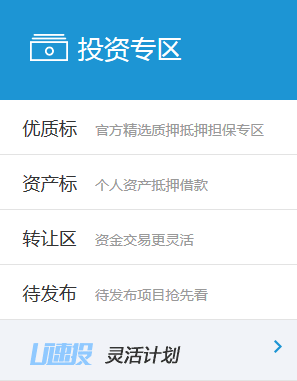 投资专区
优质标 官方精选质押抵押担保专区
资产标 个人资产抵押借款
转让区 资金交易更灵活
待发布 待发布项目抢先看
U速投 灵活计划